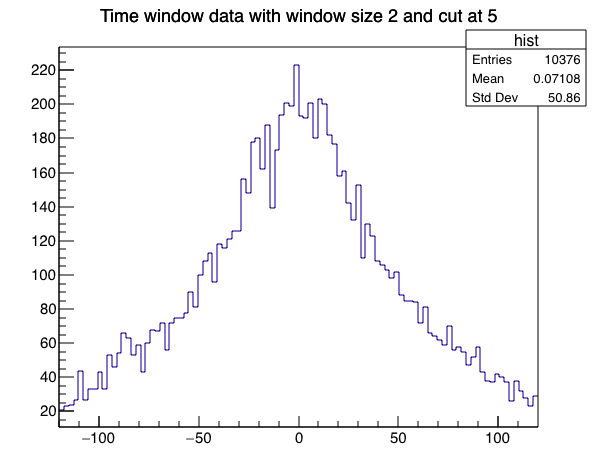 Time window data with window size 2 and cut at 5
hist
Entries 10376
Mean 0.07108
Std Dev 50.86
220
200
180
160
140
120
100
80
60
40
20
−100 −50 0 50 100